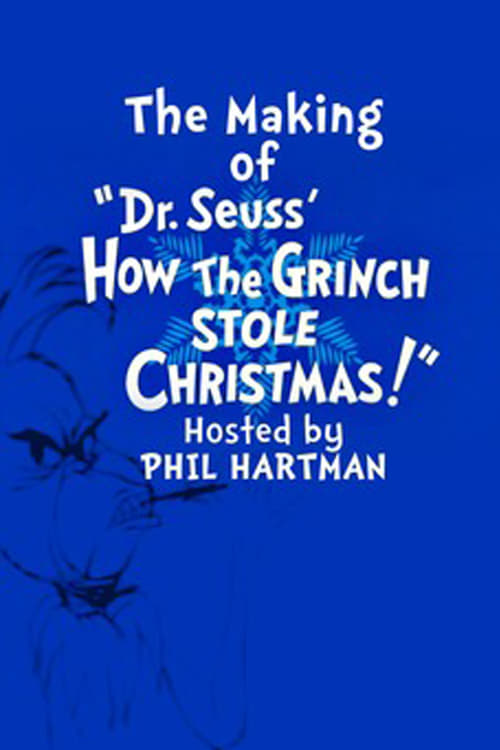 The Making
of
"Dr. Seuss'
HOW THE GRINCH
STOLE
CHRISTMAS!"
Hosted by
PHIL HARTMAN